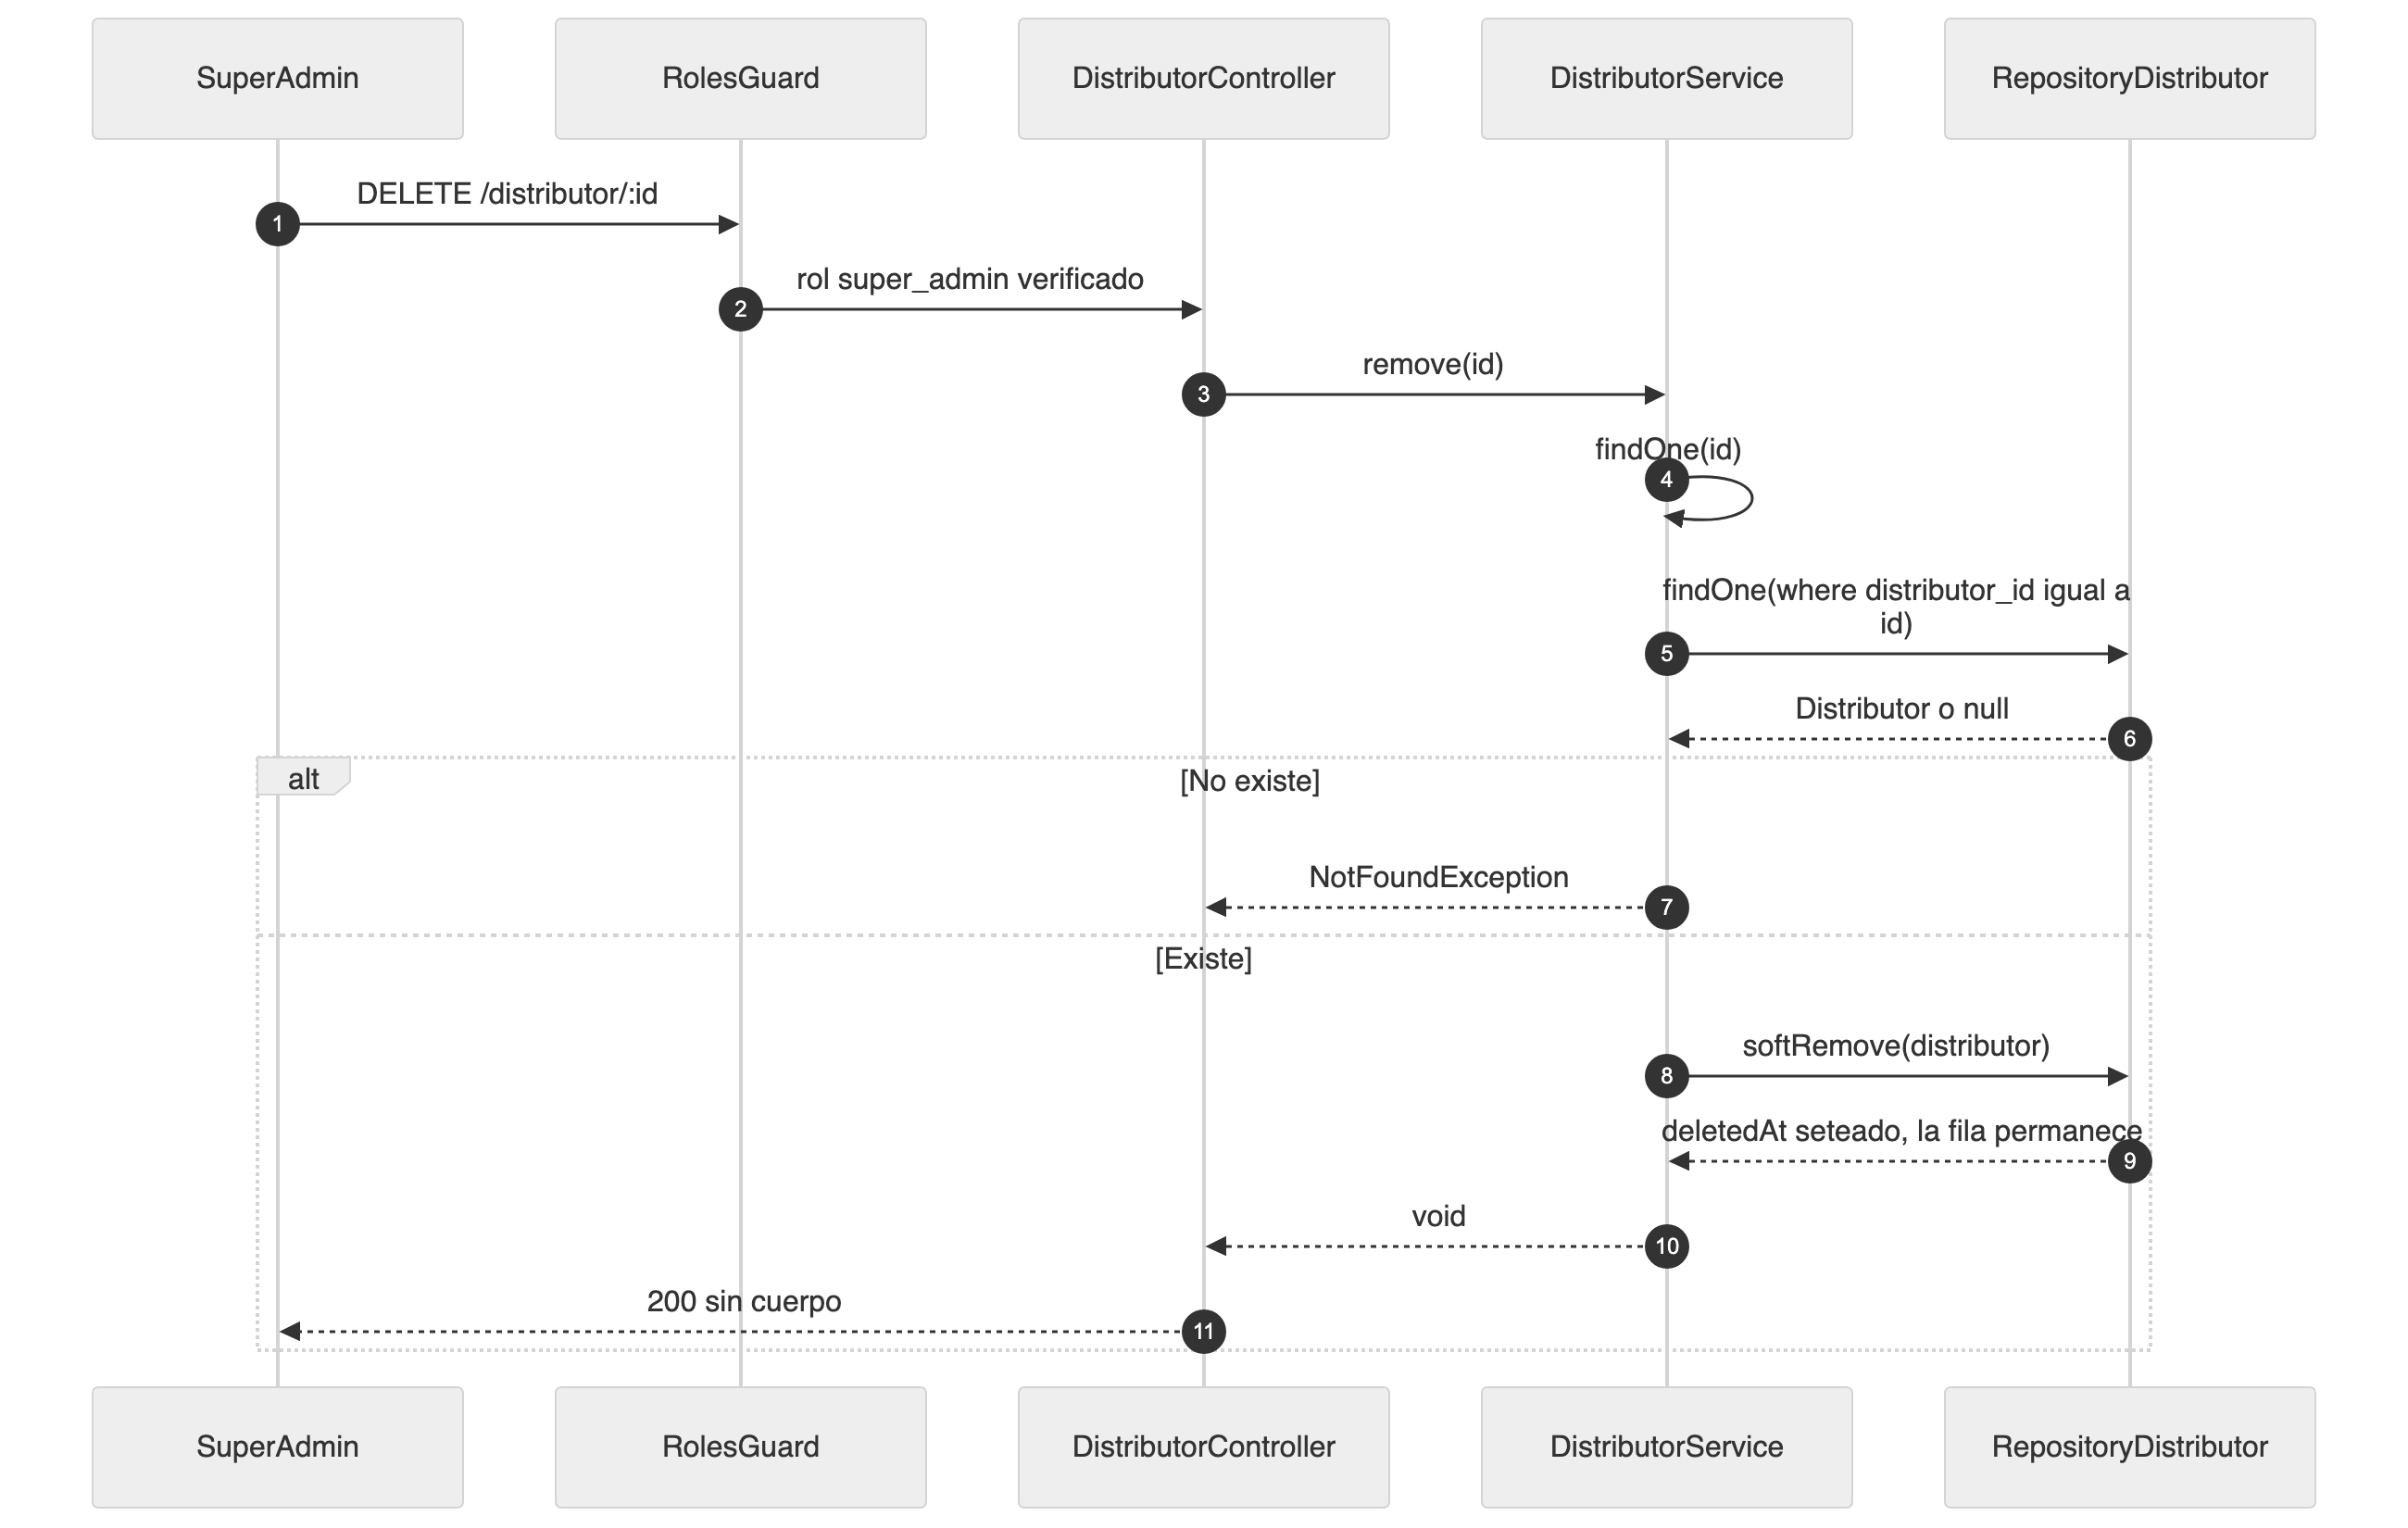 SuperAdmin
RolesGuard
DistributorController
DistributorService
RepositoryDistributor
DELETE /distributor/:id
1
rol super_admin verificado
2
remove(id)
3
findOne(id)
4
findOne(where distributor_id igual a
id)
5
Distributor o null
6
alt
[No existe]
NotFoundException
7
[Existe]
softRemove(distributor)
8
deletedAt seteado, la fila permanece
9
void
10
200 sin cuerpo
11
SuperAdmin
RolesGuard
DistributorController
DistributorService
RepositoryDistributor